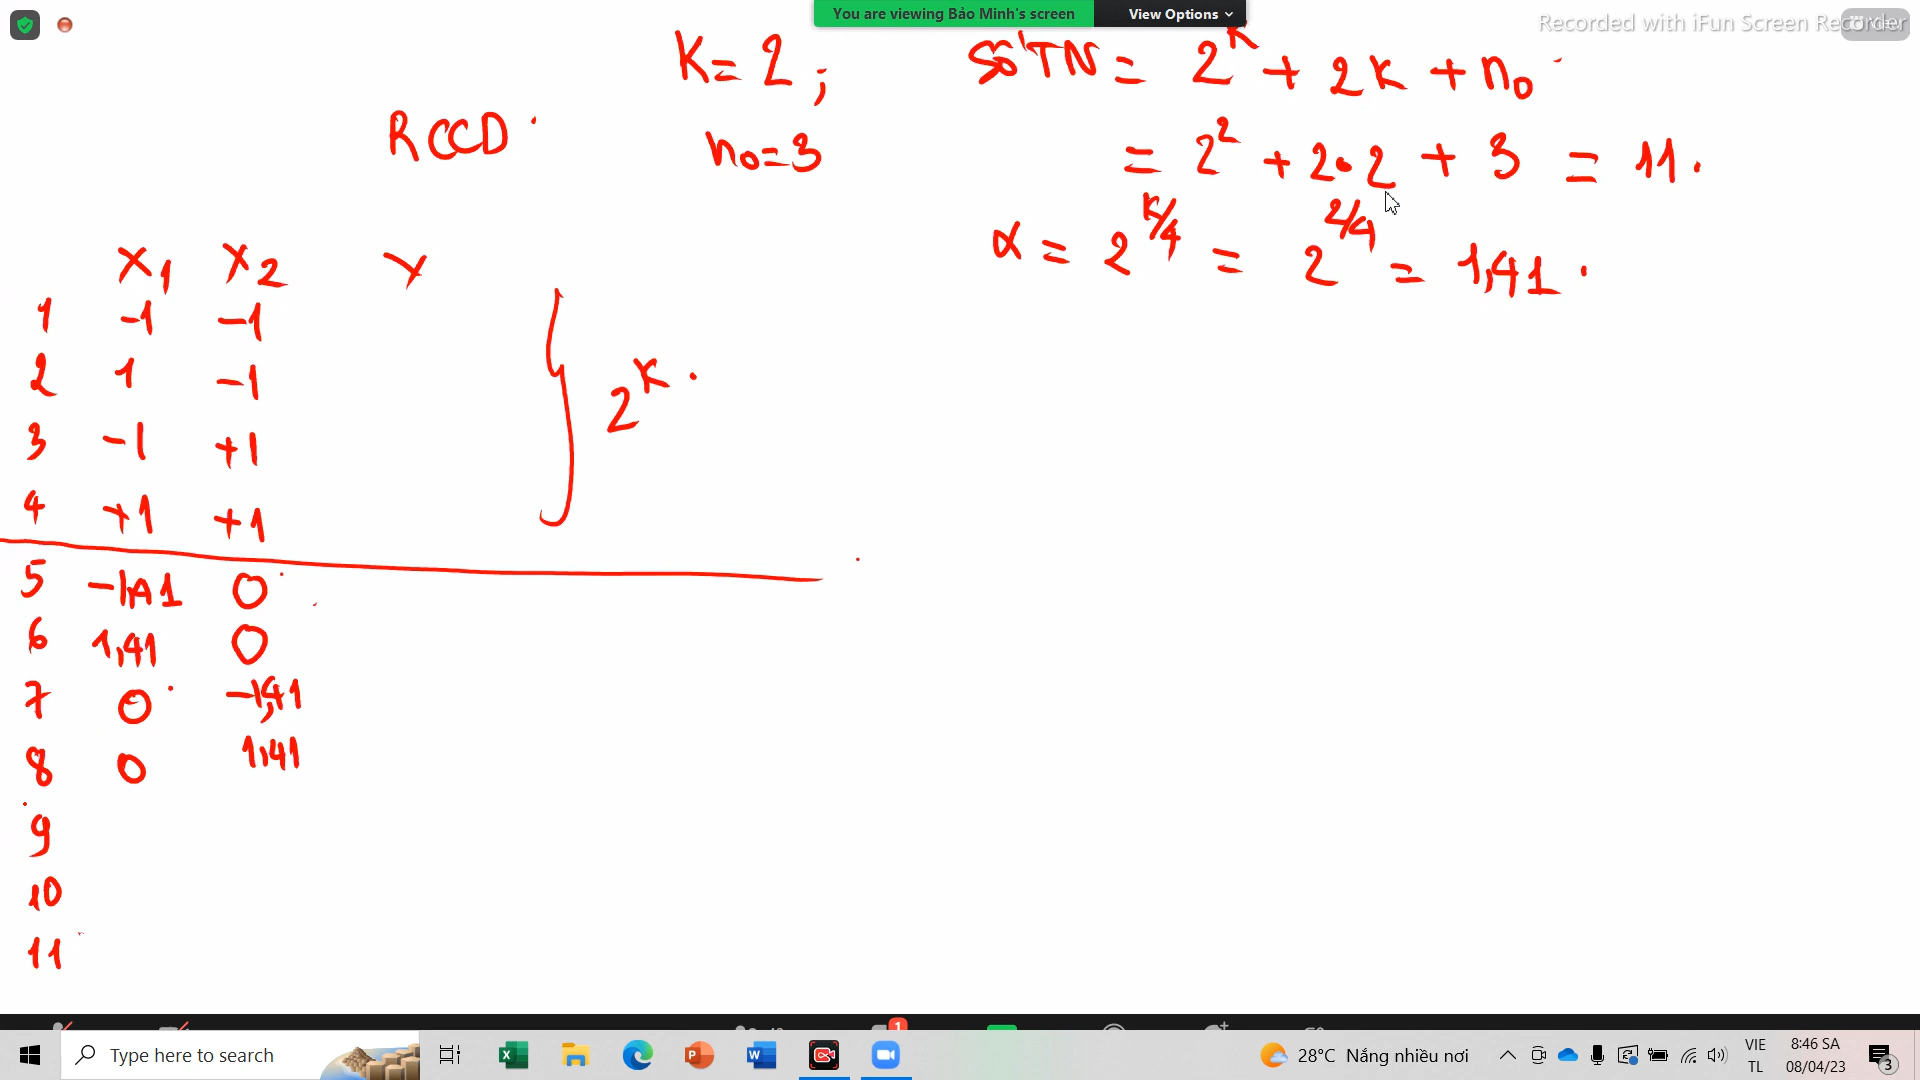 You are viewing Bảo Minh's screen View Options
Recorded with iFun Screen Recorder
K = 2 ;
n₀ = 3
RCCD
Số TN = 2^K + 2K + n₀
= 2² + 2·2 + 3 = 11.
α = 2^K/4 = 2^2/4 = 1,41.
X₁ X₂ Y
1 -1 -1
2 1 -1
3 -1 +1
4 +1 +1
2^K.
5 -1,41 0
6 1,41 0
7 0 -1,41
8 0 1,41
9
10
11
1
Type here to search
28°C Nắng nhiều nơi
VIE
TL
8:46 SA
08/04/23
3